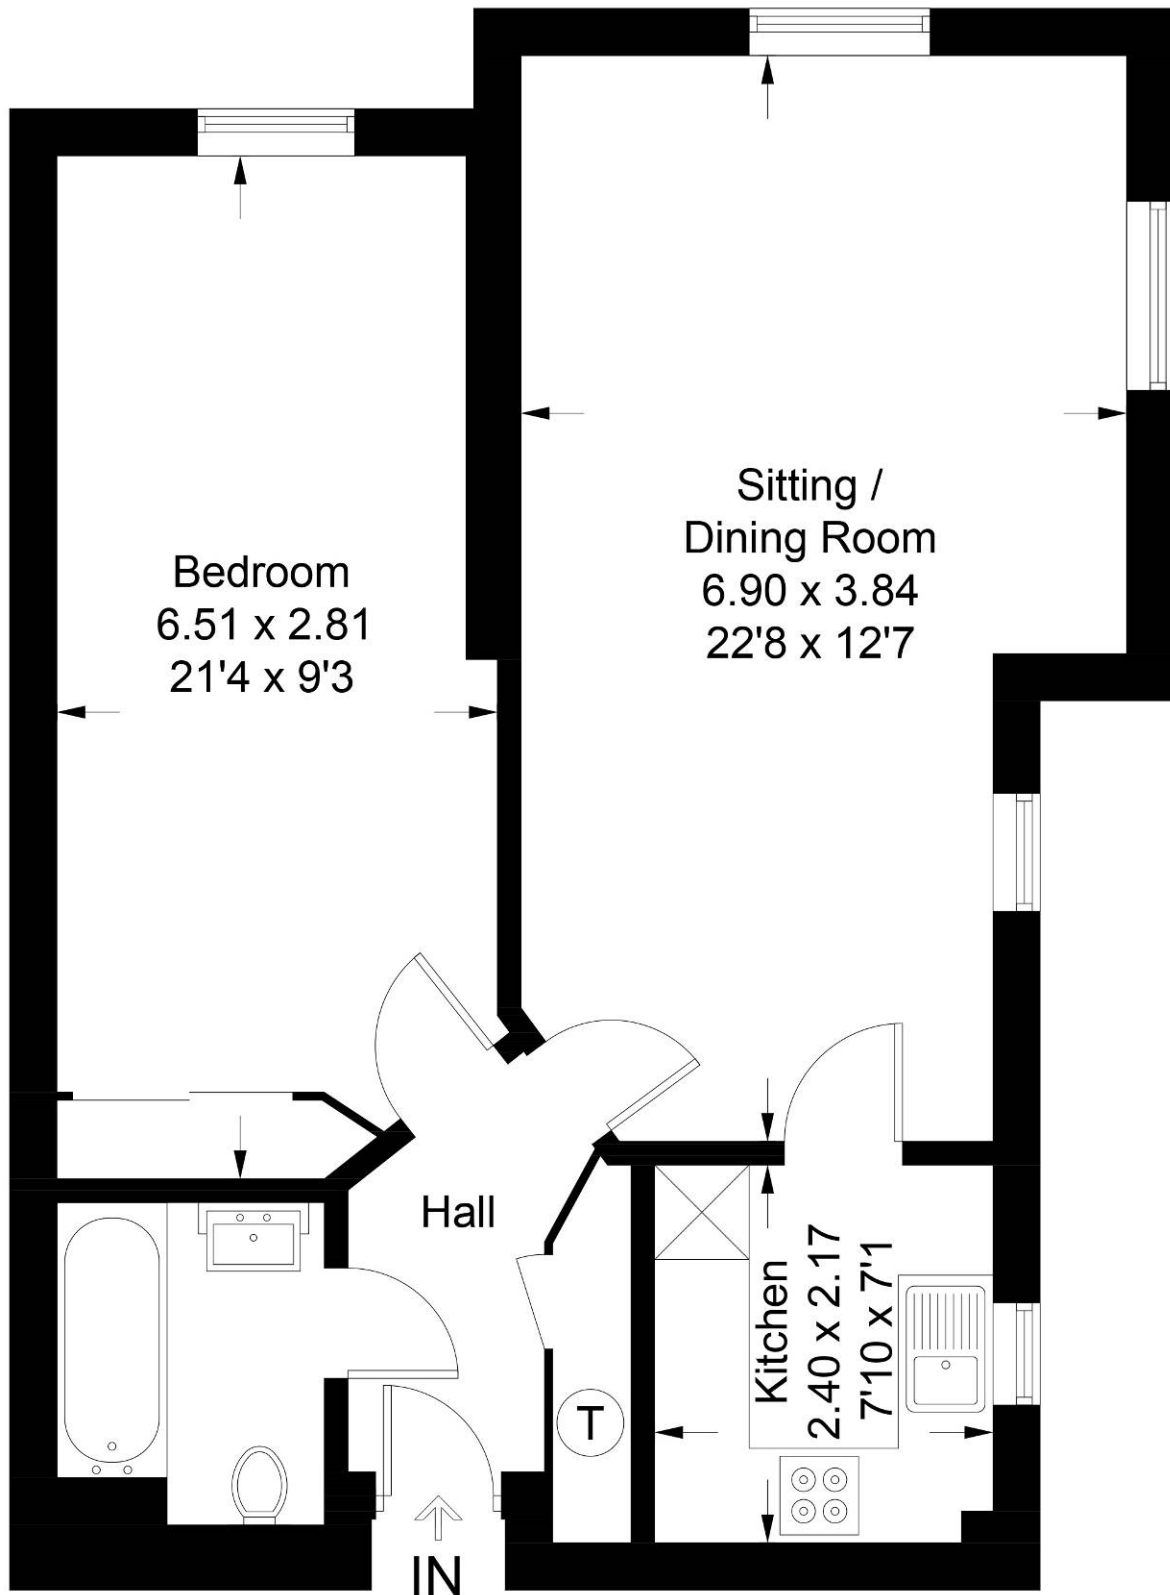 Sitting /
Dining Room
6.90 x 3.84
22'8 x 12'7
Bedroom
6.51 x 2.81
21'4 x 9'3
Hall
Kitchen
2.40 x 2.17
7'10 x 7'1
T
IN